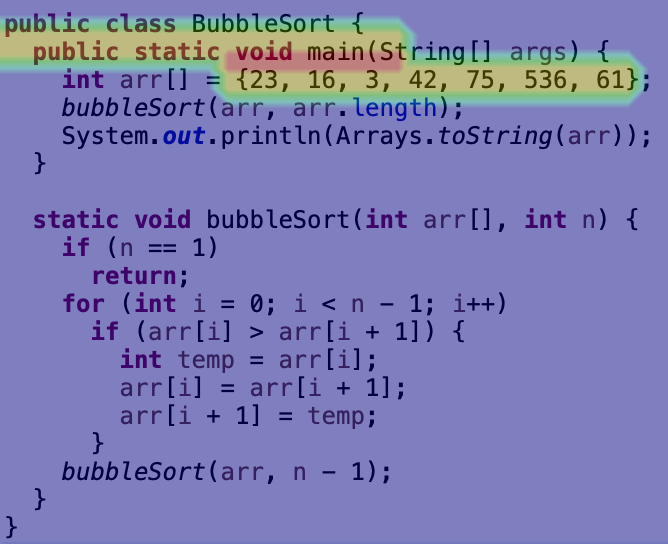 public class BubbleSort {
  public static void main(String[] args) {
    int arr[] = {23, 16, 3, 42, 75, 536, 61};
    bubbleSort(arr, arr.length);
    System.out.println(Arrays.toString(arr));
  }

  static void bubbleSort(int arr[], int n) {
    if (n == 1)
      return;
    for (int i = 0; i < n - 1; i++)
      if (arr[i] > arr[i + 1]) {
        int temp = arr[i];
        arr[i] = arr[i + 1];
        arr[i + 1] = temp;
      }
    bubbleSort(arr, n - 1);
  }
}